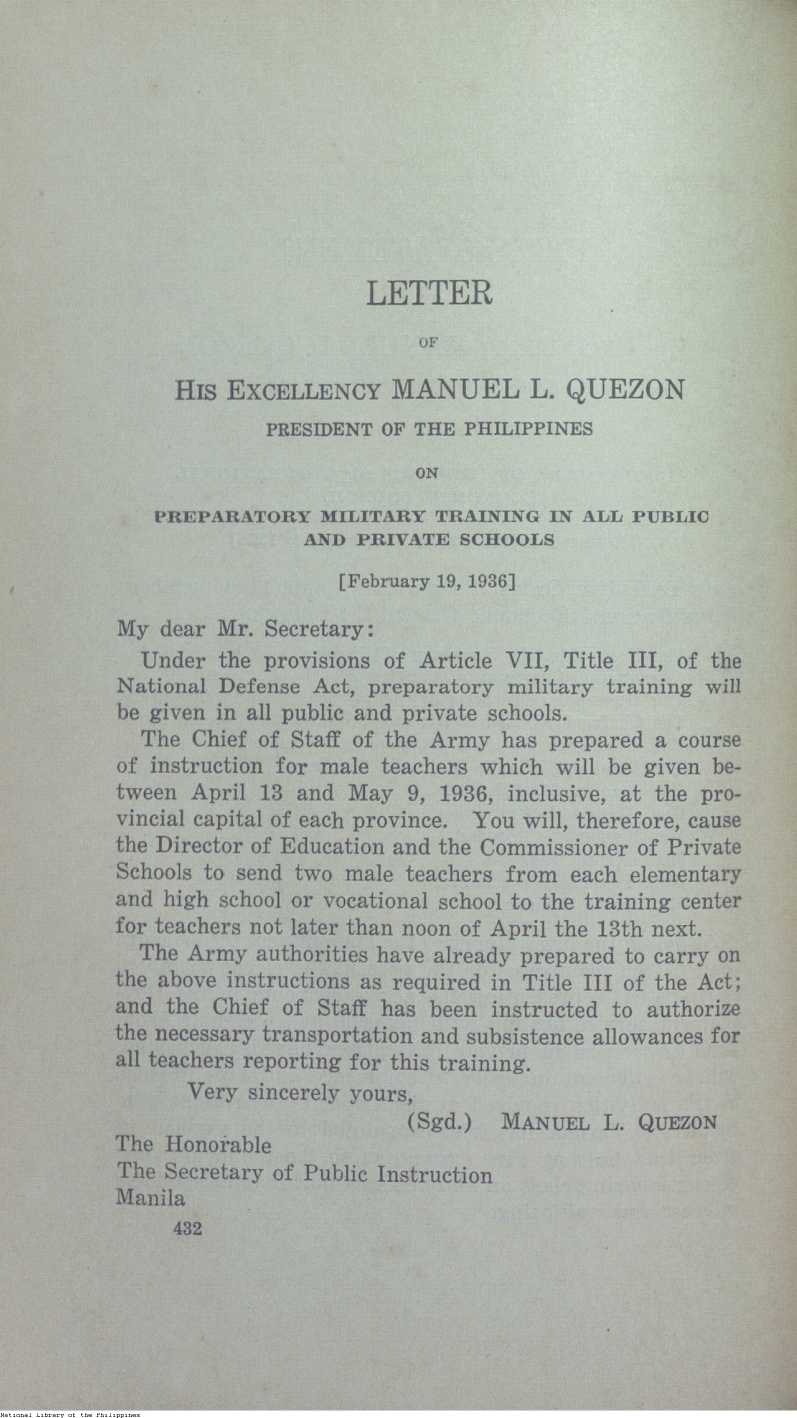 LETTER
OF
HIS EXCELLENCY MANUEL L. QUEZON
PRESIDENT OF THE PHILIPPINES
ON
PREPARATORY MILITARY TRAINING IN ALL PUBLIC
AND PRIVATE SCHOOLS
[February 19, 1936]
My dear Mr. Secretary:
Under the provisions of Article VII, Title III, of the
National Defense Act, preparatory military training will
be given in all public and private schools.
The Chief of Staff of the Army has prepared a course
of instruction for male teachers which will be given be-
tween April 13 and May 9, 1936, inclusive, at the pro-
vincial capital of each province. You will, therefore, cause
the Director of Education and the Commissioner of Private
Schools to send two male teachers from each elementary
and high school or vocational school to the training center
for teachers not later than noon of April the 13th next.
The Army authorities have already prepared to carry on
the above instructions as required in Title III of the Act;
and the Chief of Staff has been instructed to authorize
the necessary transportation and subsistence allowances for
all teachers reporting for this training.
Very sincerely yours,
(Sgd.) MANUEL L. QUEZON
The Honorable
The Secretary of Public Instruction
Manila
432
National Library of the Philippines